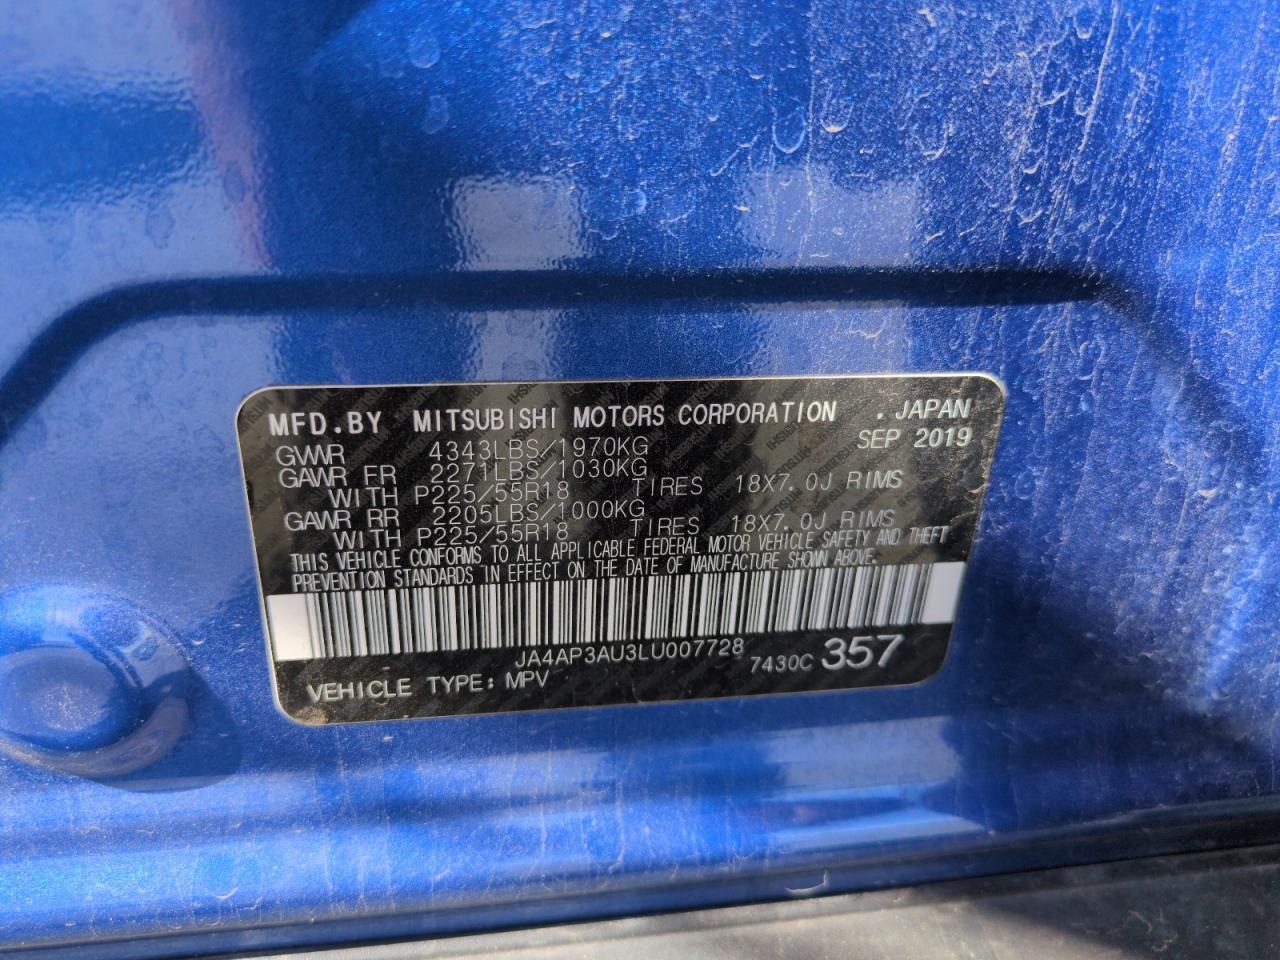 MFD.BY MITSUBISHI MOTORS CORPORATION . JAPAN
GVWR 4343LBS/1970KG SEP 2019
GAWR FR 2271LBS/1030KG
WITH P225/55R18 TIRES 18X7.0J RIMS
GAWR RR 2205LBS/1000KG
WITH P225/55R18 TIRES 18X7.0J RIMS
THIS VEHICLE CONFORMS TO ALL APPLICABLE FEDERAL MOTOR VEHICLE SAFETY AND THEFT
PREVENTION STANDARDS IN EFFECT ON THE DATE OF MANUFACTURE SHOWN ABOVE.
JA4AP3AU3LU007728 7430C 357
VEHICLE TYPE: MPV